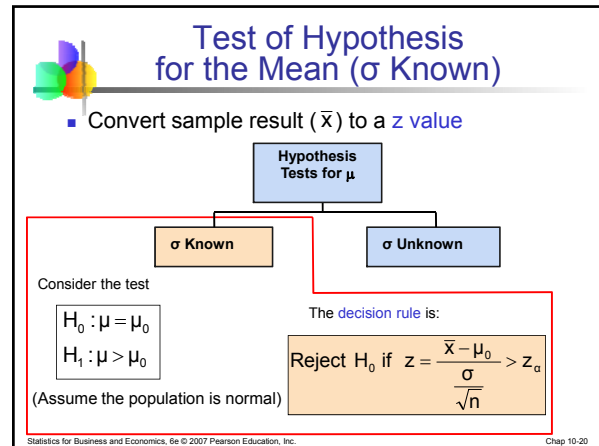 Test of Hypothesis
for the Mean (σ Known)
▪ Convert sample result (x̅) to a z value
Hypothesis
Tests for μ
σ Known
σ Unknown
Consider the test
H₀ : μ = μ₀
H₁ : μ > μ₀
(Assume the population is normal)
The decision rule is:
Reject H₀ if z = (x̅ − μ₀) / (σ / √n) > zα
Statistics for Business and Economics, 6e © 2007 Pearson Education, Inc.
Chap 10-20